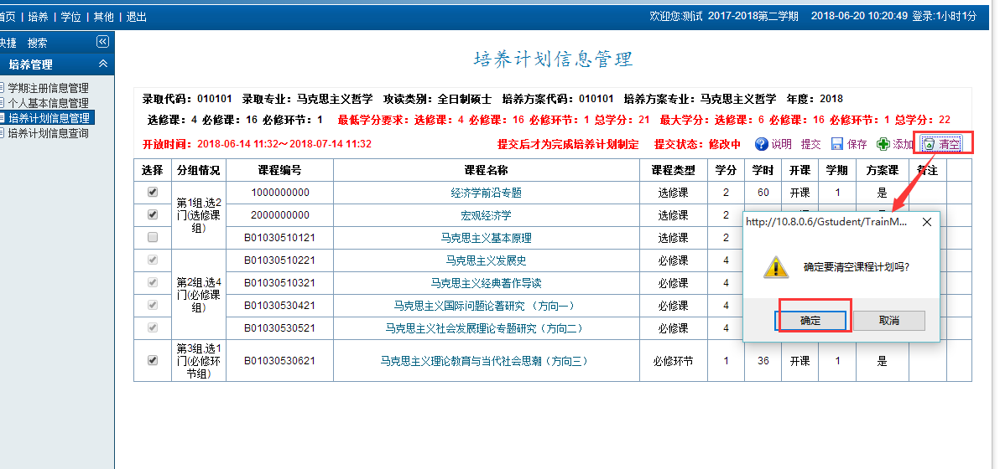 首页 | 培养 | 学位 | 其他 | 退出
欢迎您:测试 2017-2018第二学期 2018-06-20 10:20:49 登录:1小时1分
快捷 搜索
培养管理
学期注册信息管理
个人基本信息管理
培养计划信息管理
培养计划信息查询
培养计划信息管理
录取代码：010101 录取专业：马克思主义哲学 攻读类别：全日制硕士 培养方案代码：010101 培养方案专业：马克思主义哲学 年度：2018
选修课：4 必修课：16 必修环节：1 最低学分要求：选修课：4 必修课：16 必修环节：1 总学分：21 最大学分：选修课：6 必修课：16 必修环节：1 总学分：22
开放时间：2018-06-14 11:32～2018-07-14 11:32 提交后才为完成培养计划制定 提交状态：修改中 说明 提交 保存 添加 清空
选择 分组情况 课程编号 课程名称 课程类型 学分 学时 开课 学期 方案课 备注
第1组,选2门(选修课组)
1000000000 经济学前沿专题 选修课 2 60 开课 1 是
2000000000 宏观经济学 选修课 2
B01030510121 马克思主义基本原理 选修课 2
第2组,选4门(必修课组)
B01030510221 马克思主义发展史 必修课 4
B01030510321 马克思主义经典著作导读 必修课 4
B01030530421 马克思主义国际问题论著研究 （方向一） 必修课 4
B01030530521 马克思主义社会发展理论专题研究（方向二） 必修课 4
第3组,选1门(必修环节组)
B01030530621 马克思主义理论教育与当代社会思潮（方向三） 必修环节 1 36 开课 1 是
http://10.8.0.6/Gstudent/TrainM...
确定要清空课程计划吗?
确定 取消